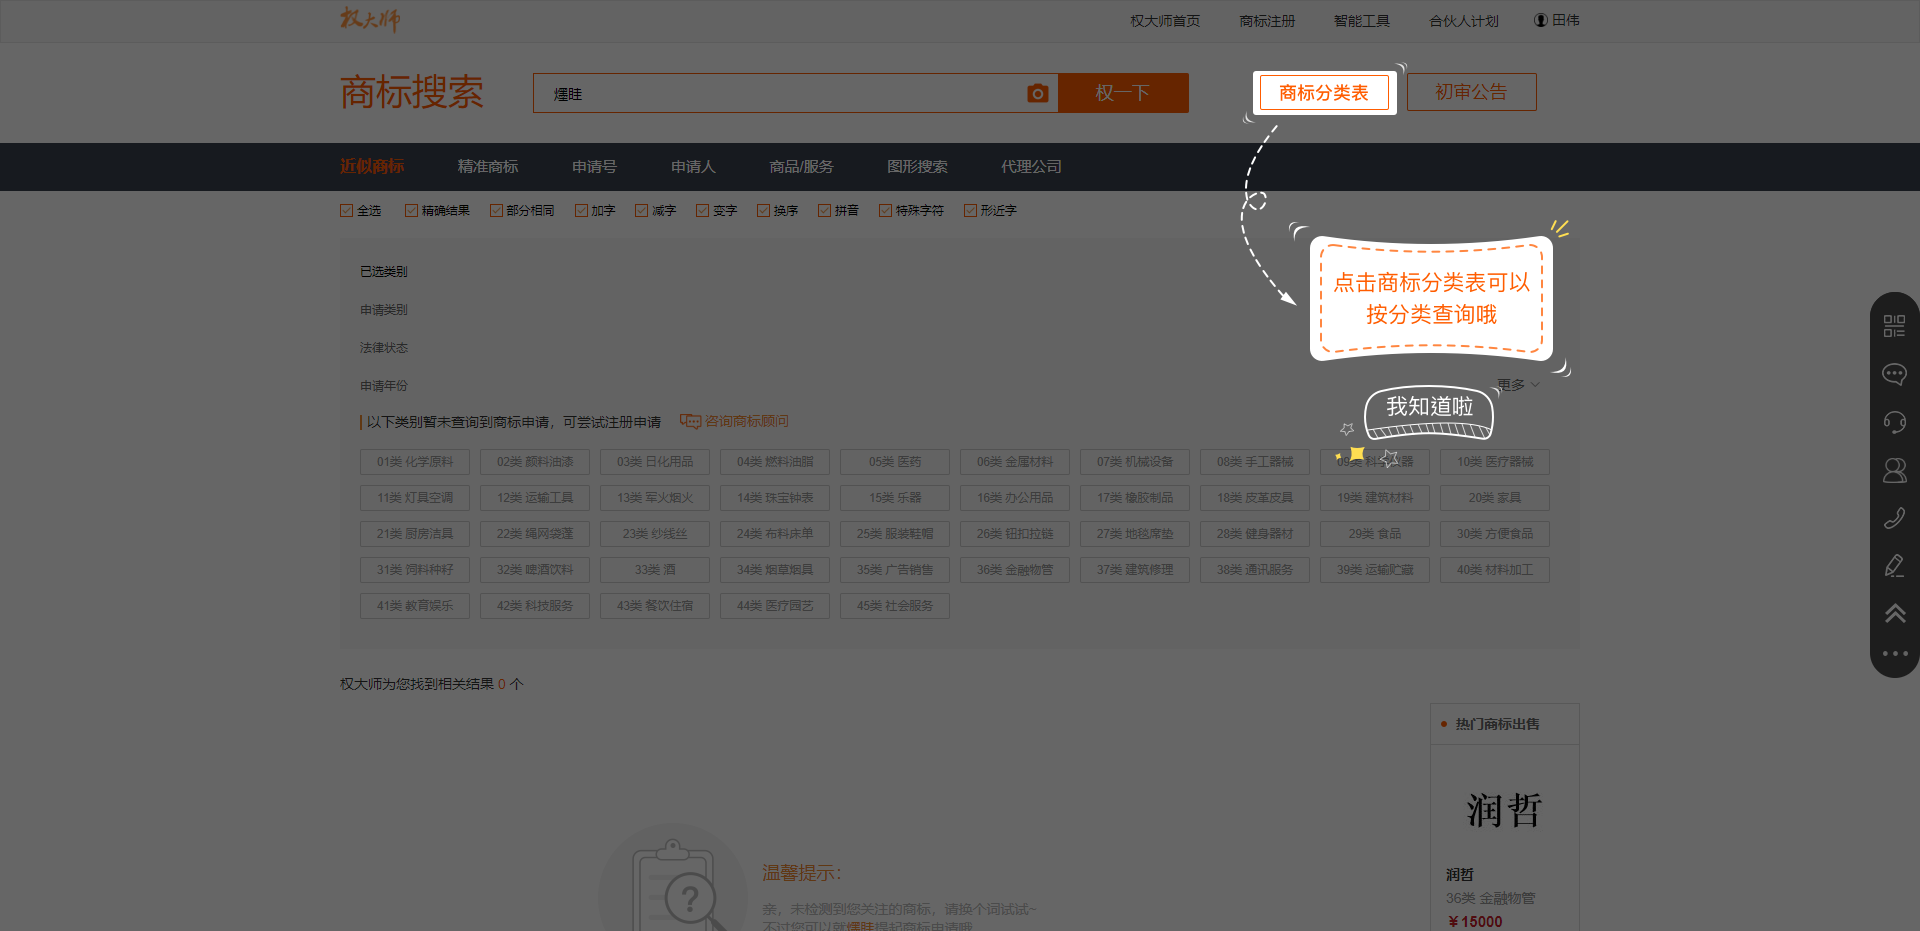 权大师
权大师首页 商标注册 智能工具 合伙人计划 田伟
商标搜索
权一下
商标分类表
初审公告
近似商标 精准商标 申请号 申请人 商品/服务 图形搜索 代理公司
全选 精确结果 部分相同 加字 减字 变字 换序 拼音 特殊字符 形近字
点击商标分类表可以
按分类查询哦
我知道啦
已选类别
申请类别
法律状态
申请年份
更多
以下类别暂未查询到商标申请，可尝试注册申请 咨询商标顾问
01类 化学原料 02类 颜料油漆 03类 日化用品 04类 燃料油脂 05类 医药 06类 金属材料 07类 机械设备 08类 手工器械 09类 科学仪器 10类 医疗器械
11类 灯具空调 12类 运输工具 13类 军火烟火 14类 珠宝钟表 15类 乐器 16类 办公用品 17类 橡胶制品 18类 皮革皮具 19类 建筑材料 20类 家具
21类 厨房洁具 22类 绳网袋篷 23类 纱线丝 24类 布料床单 25类 服装鞋帽 26类 钮扣拉链 27类 地毯席垫 28类 健身器材 29类 食品 30类 方便食品
31类 饲料种籽 32类 啤酒饮料 33类 酒 34类 烟草烟具 35类 广告销售 36类 金融物管 37类 建筑修理 38类 通讯服务 39类 运输贮藏 40类 材料加工
41类 教育娱乐 42类 科技服务 43类 餐饮住宿 44类 医疗园艺 45类 社会服务
权大师为您找到相关结果 0 个
热门商标出售
润哲
润哲
36类 金融物管
￥15000
温馨提示：
亲，未检测到您关注的商标，请换个词试试~